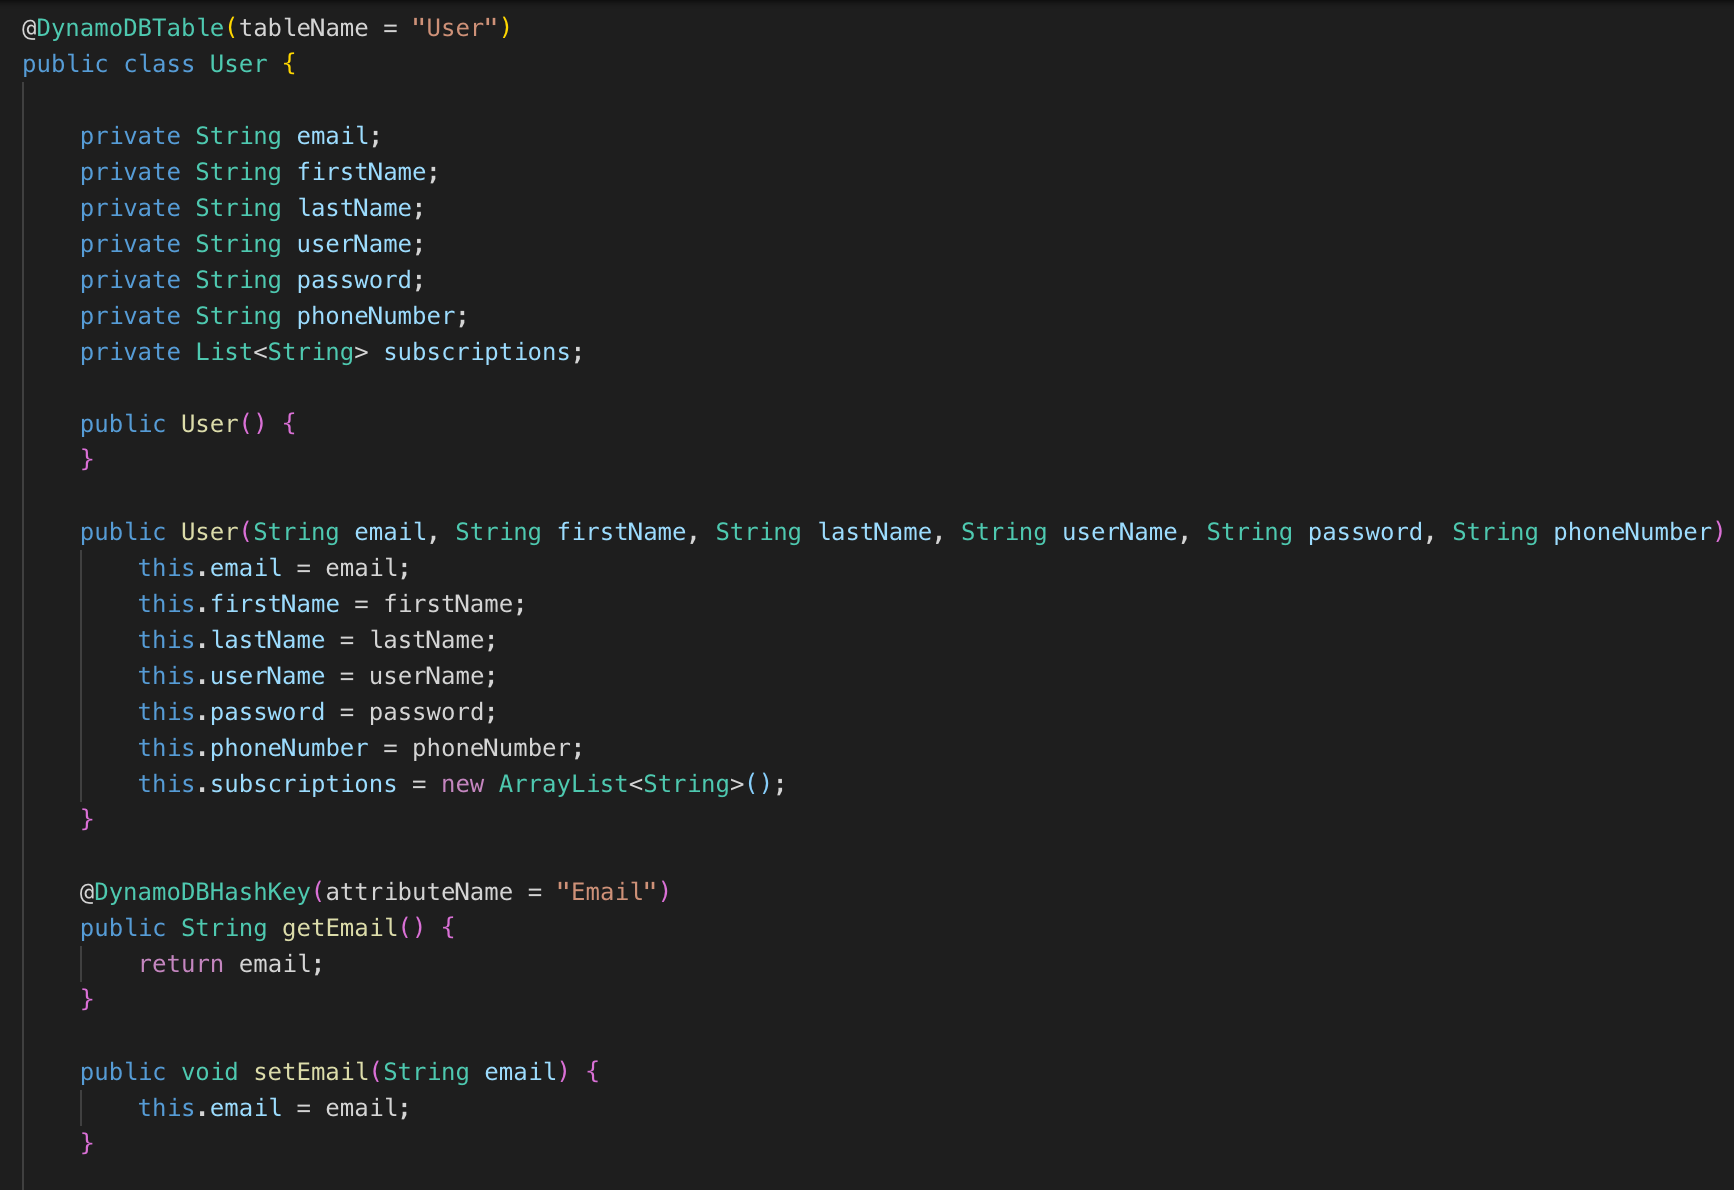 @DynamoDBTable(tableName = "User")
public class User {
private String email;
private String firstName;
private String lastName;
private String userName;
private String password;
private String phoneNumber;
private List<String> subscriptions;
public User() {
}
public User(String email, String firstName, String lastName, String userName, String password, String phoneNumber)
this.email = email;
this.firstName = firstName;
this.lastName = lastName;
this.userName = userName;
this.password = password;
this.phoneNumber = phoneNumber;
this.subscriptions = new ArrayList<String>();
}
@DynamoDBHashKey(attributeName = "Email")
public String getEmail() {
return email;
}
public void setEmail(String email) {
this.email = email;
}